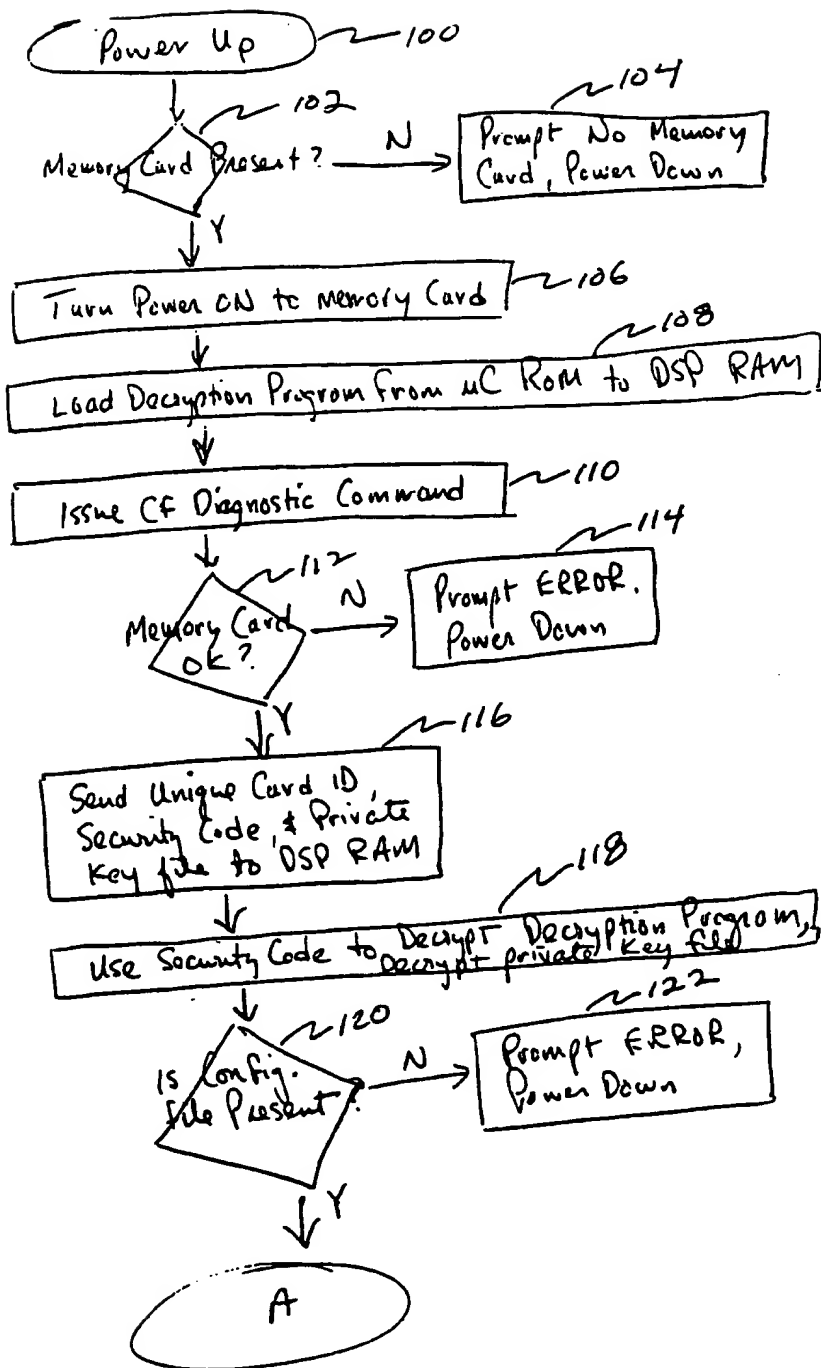 Power Up
100
102
Memory Card Present?
N
104
Prompt No Memory
Card, Power Down
Y
Turn Power ON to Memory Card
106
108
Load Decryption Program from uC ROM to DSP RAM
Issue CF Diagnostic Command
110
112
Memory Card
OK?
N
114
Prompt ERROR.
Power Down
Y
116
Send Unique Card ID,
Security Code, & Private
Key file to DSP RAM
118
Use Security Code to Decrypt Decryption Program,
Decrypt private Key file
120
Is Config.
file Present?
N
122
Prompt ERROR,
Power Down
Y
A